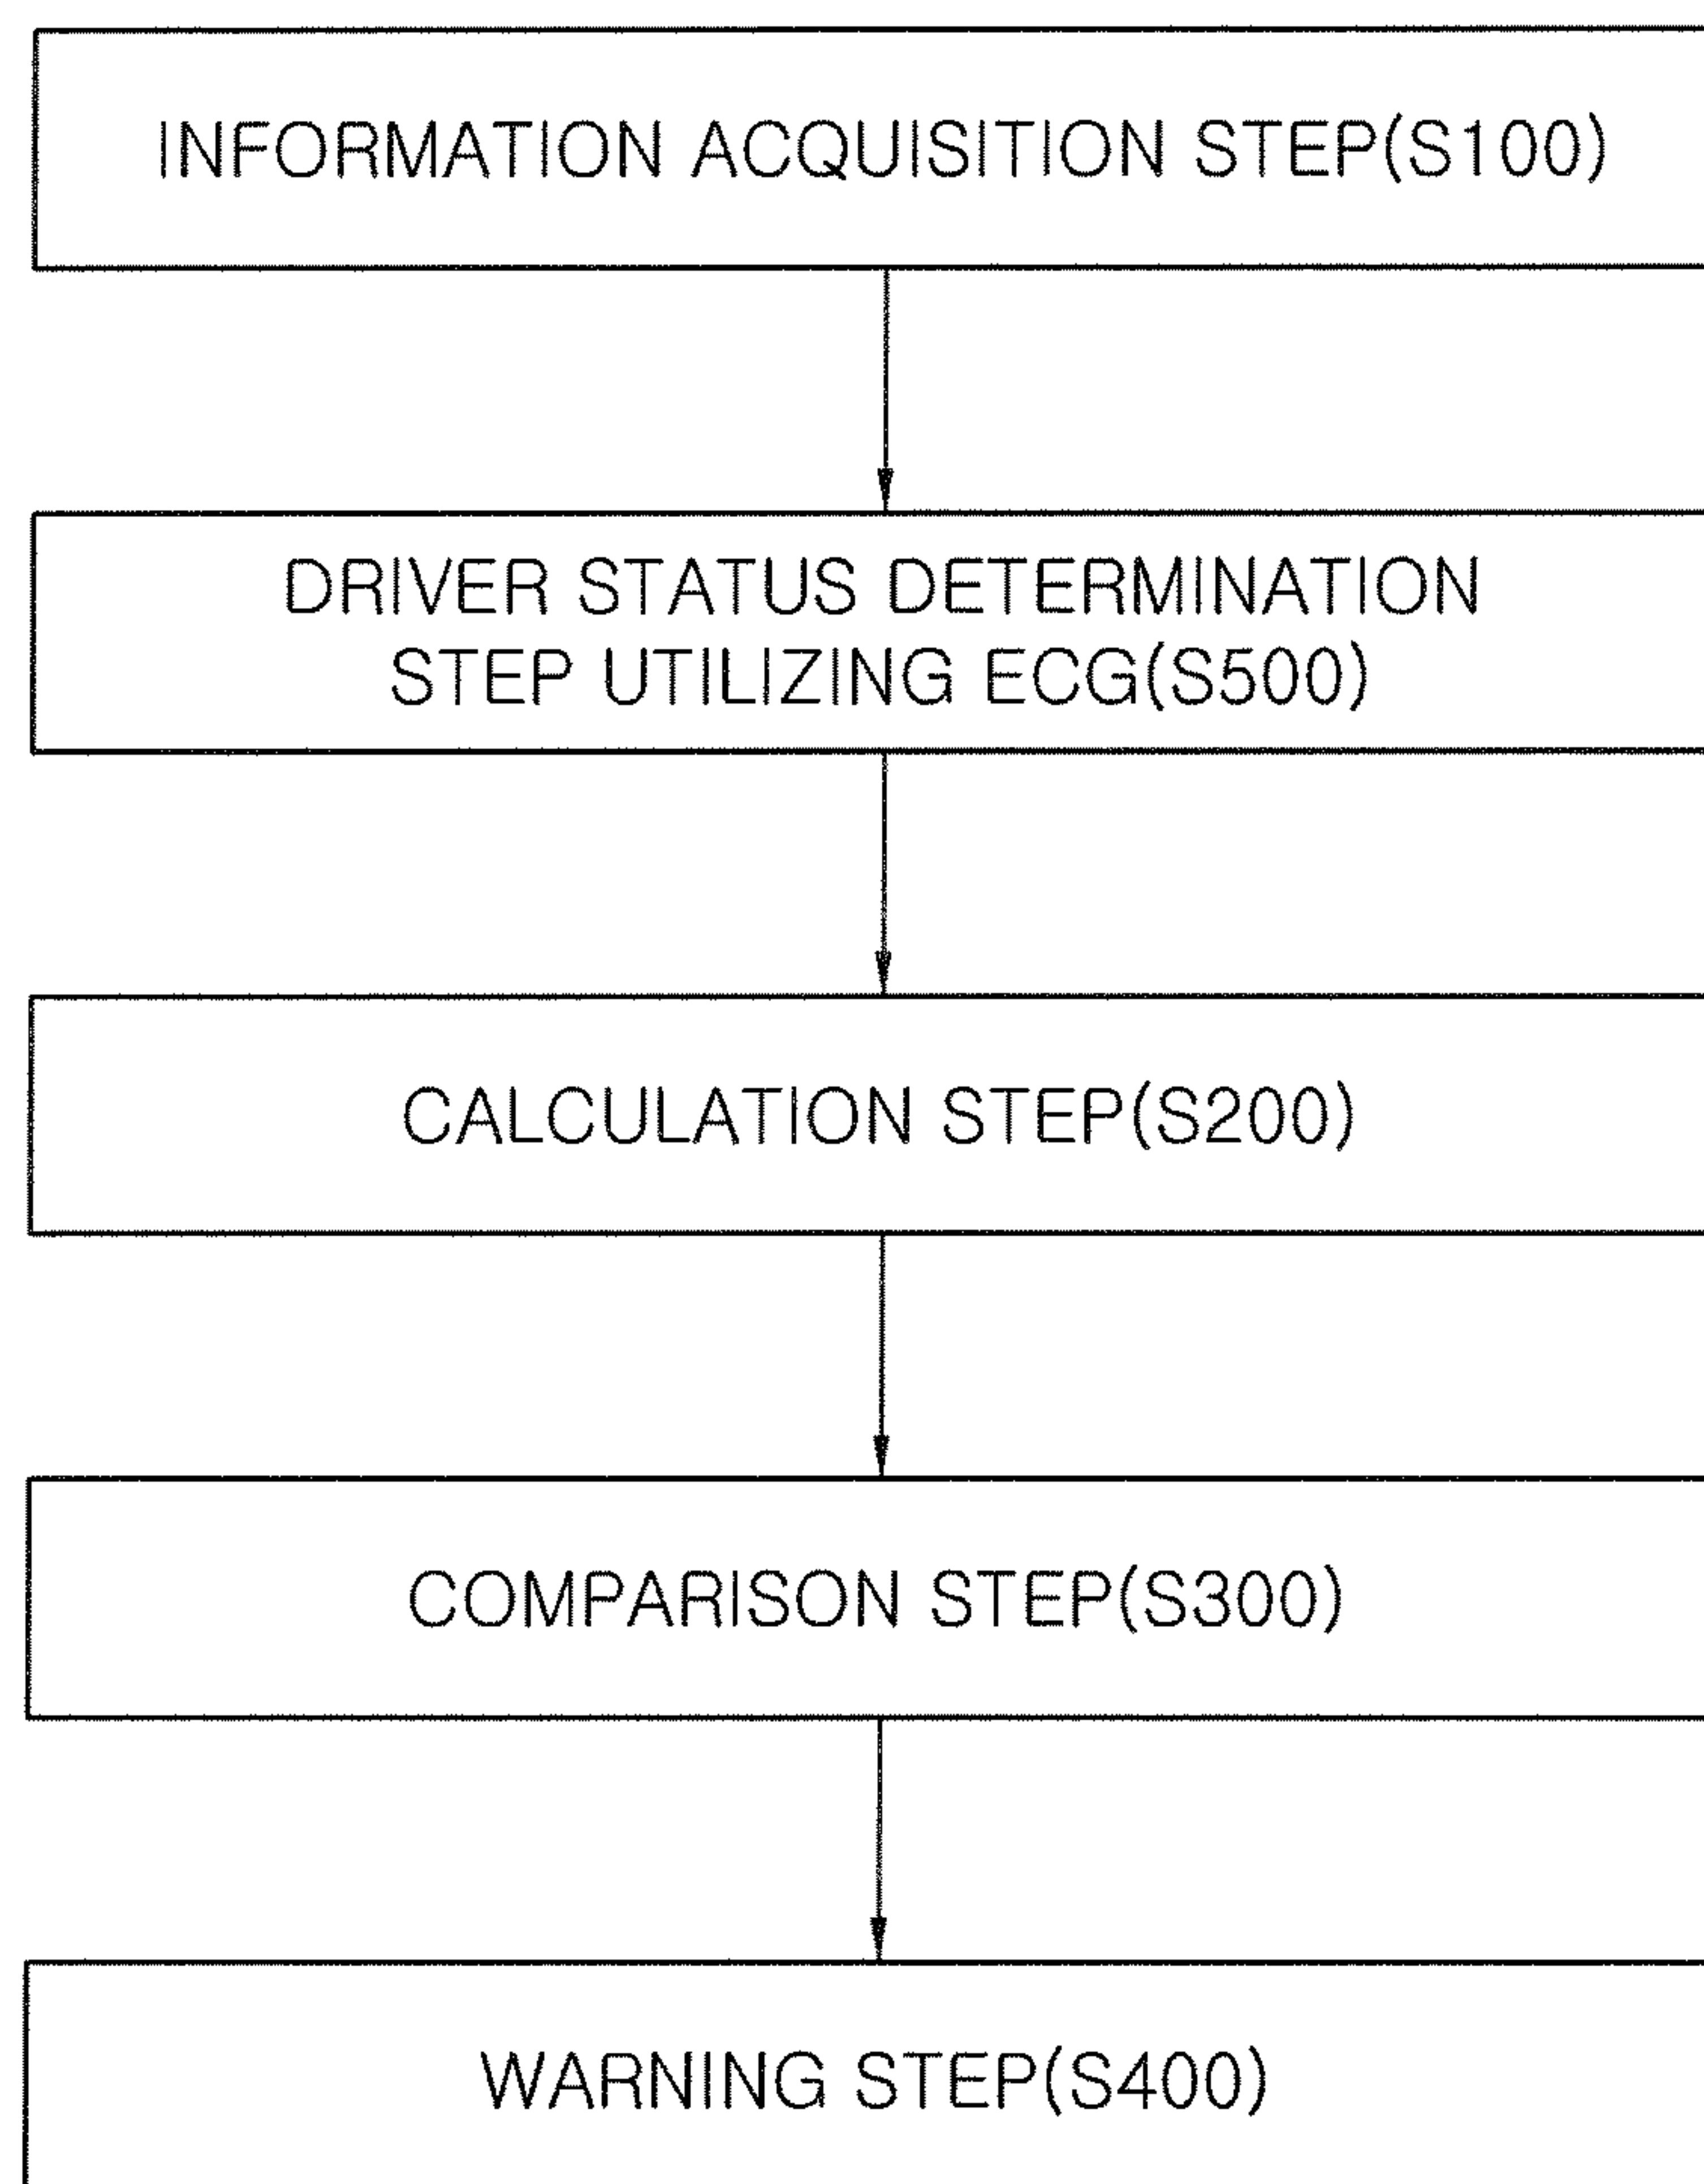 INFORMATION ACQUISITION STEP(S100)
DRIVER STATUS DETERMINATION
STEP UTILIZING ECG(S500)
CALCULATION STEP(S200)
COMPARISON STEP(S300)
WARNING STEP(S400)